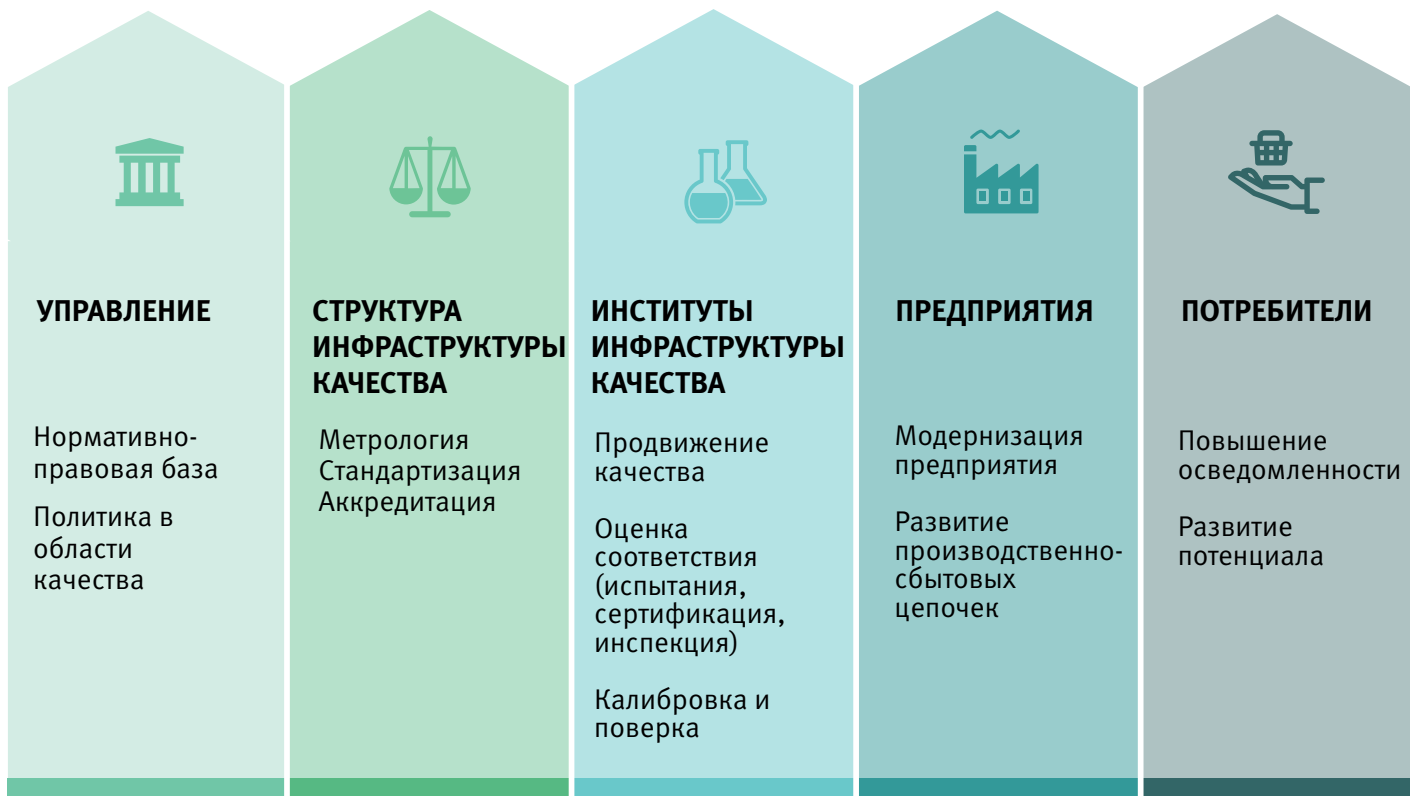 УПРАВЛЕНИЕ
Нормативно-
правовая база
Политика в
области
качества
СТРУКТУРА
ИНФРАСТРУКТУРЫ
КАЧЕСТВА
Метрология
Стандартизация
Аккредитация
ИНСТИТУТЫ
ИНФРАСТРУКТУРЫ
КАЧЕСТВА
Продвижение
качества
Оценка
соответствия
(испытания,
сертификация,
инспекция)
Калибровка и
поверка
ПРЕДПРИЯТИЯ
Модернизация
предприятия
Развитие
производственно-
сбытовых
цепочек
ПОТРЕБИТЕЛИ
Повышение
осведомленности
Развитие
потенциала